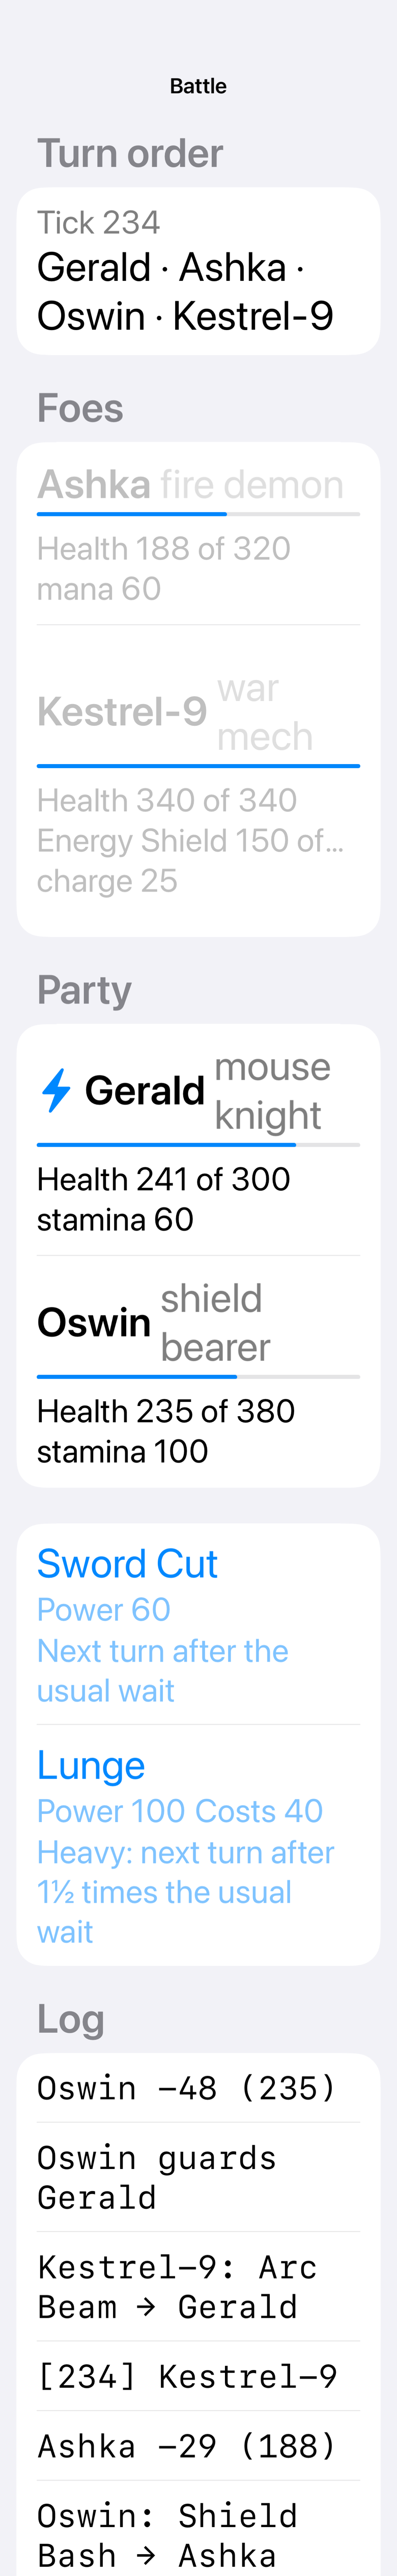 Battle
Turn order
Tick 234
Gerald · Ashka ·
Oswin · Kestrel-9
Foes
Ashka fire demon
Health 188 of 320
mana 60
Kestrel-9 war
mech
Health 340 of 340
Energy Shield 150 of…
charge 25
Party
Gerald mouse
knight
Health 241 of 300
stamina 60
Oswin shield
bearer
Health 235 of 380
stamina 100
Sword Cut
Power 60
Next turn after the
usual wait
Lunge
Power 100 Costs 40
Heavy: next turn after
1½ times the usual
wait
Log
Oswin −48 (235)
Oswin guards
Gerald
Kestrel−9: Arc
Beam → Gerald
[234] Kestrel−9
Ashka −29 (188)
Oswin: Shield
Bash → Ashka